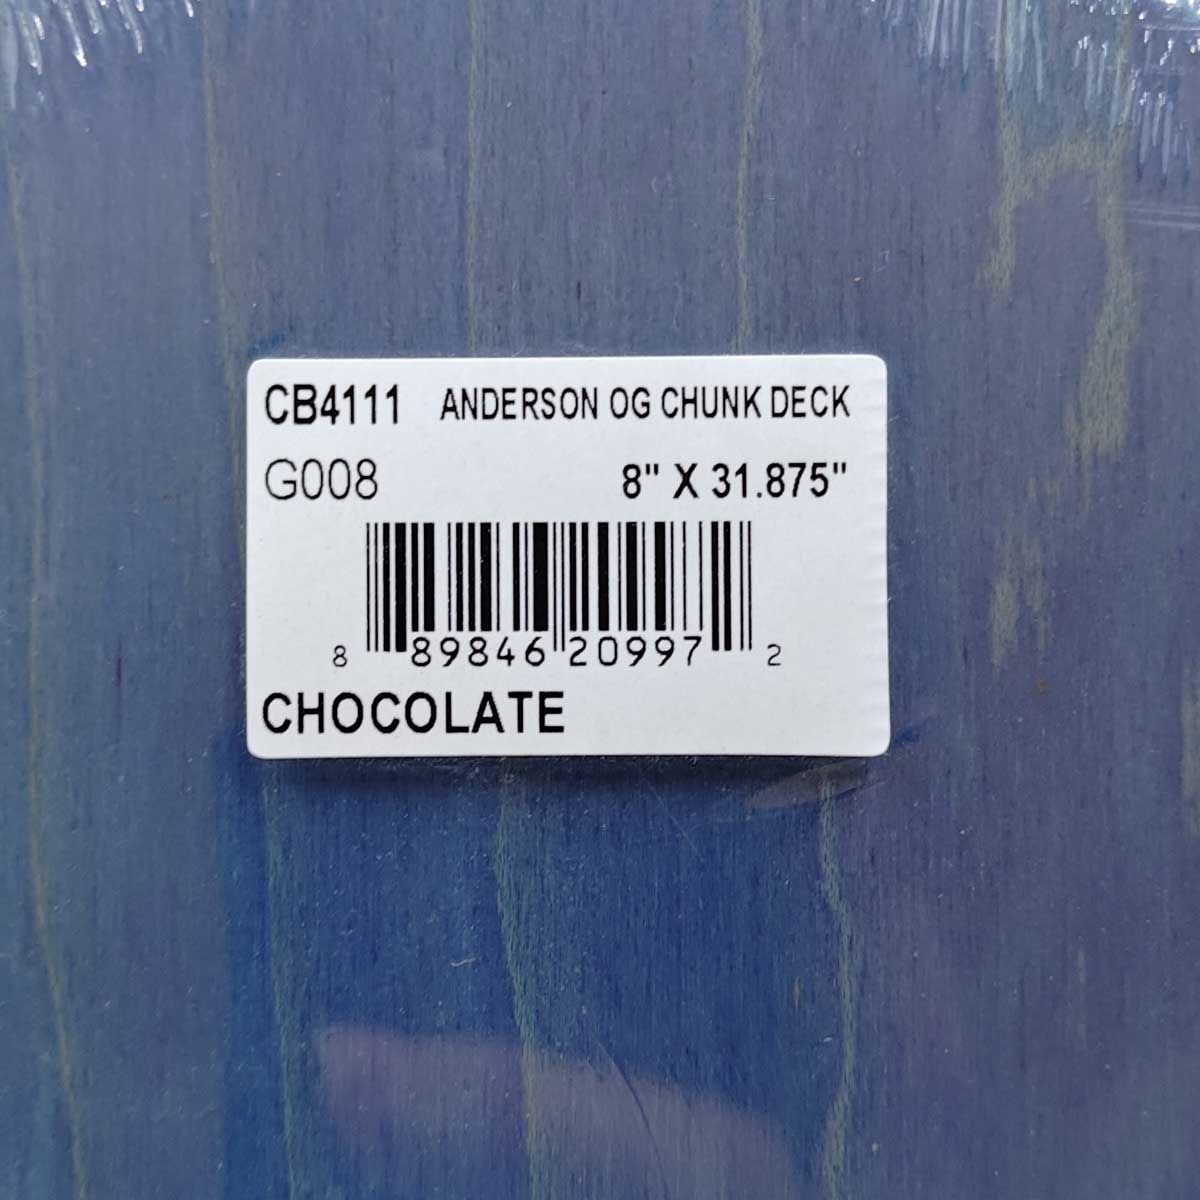 CB4111 ANDERSON OG CHUNK DECK
G008 8" X 31.875"
8 89846 20997 2
CHOCOLATE